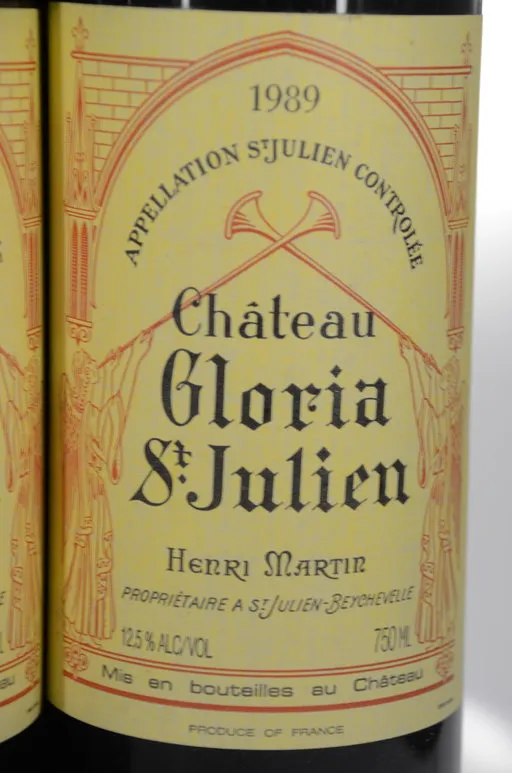 1989
APPELLATION ST JULIEN CONTRÔLÉE
Château
Gloria
St. Julien
HENRI MARTIN
PROPRIÉTAIRE A ST JULIEN-BEYCHEVELLE
12,5% ALC/VOL 750 ML
Mis en bouteilles au Château
PRODUCE OF FRANCE